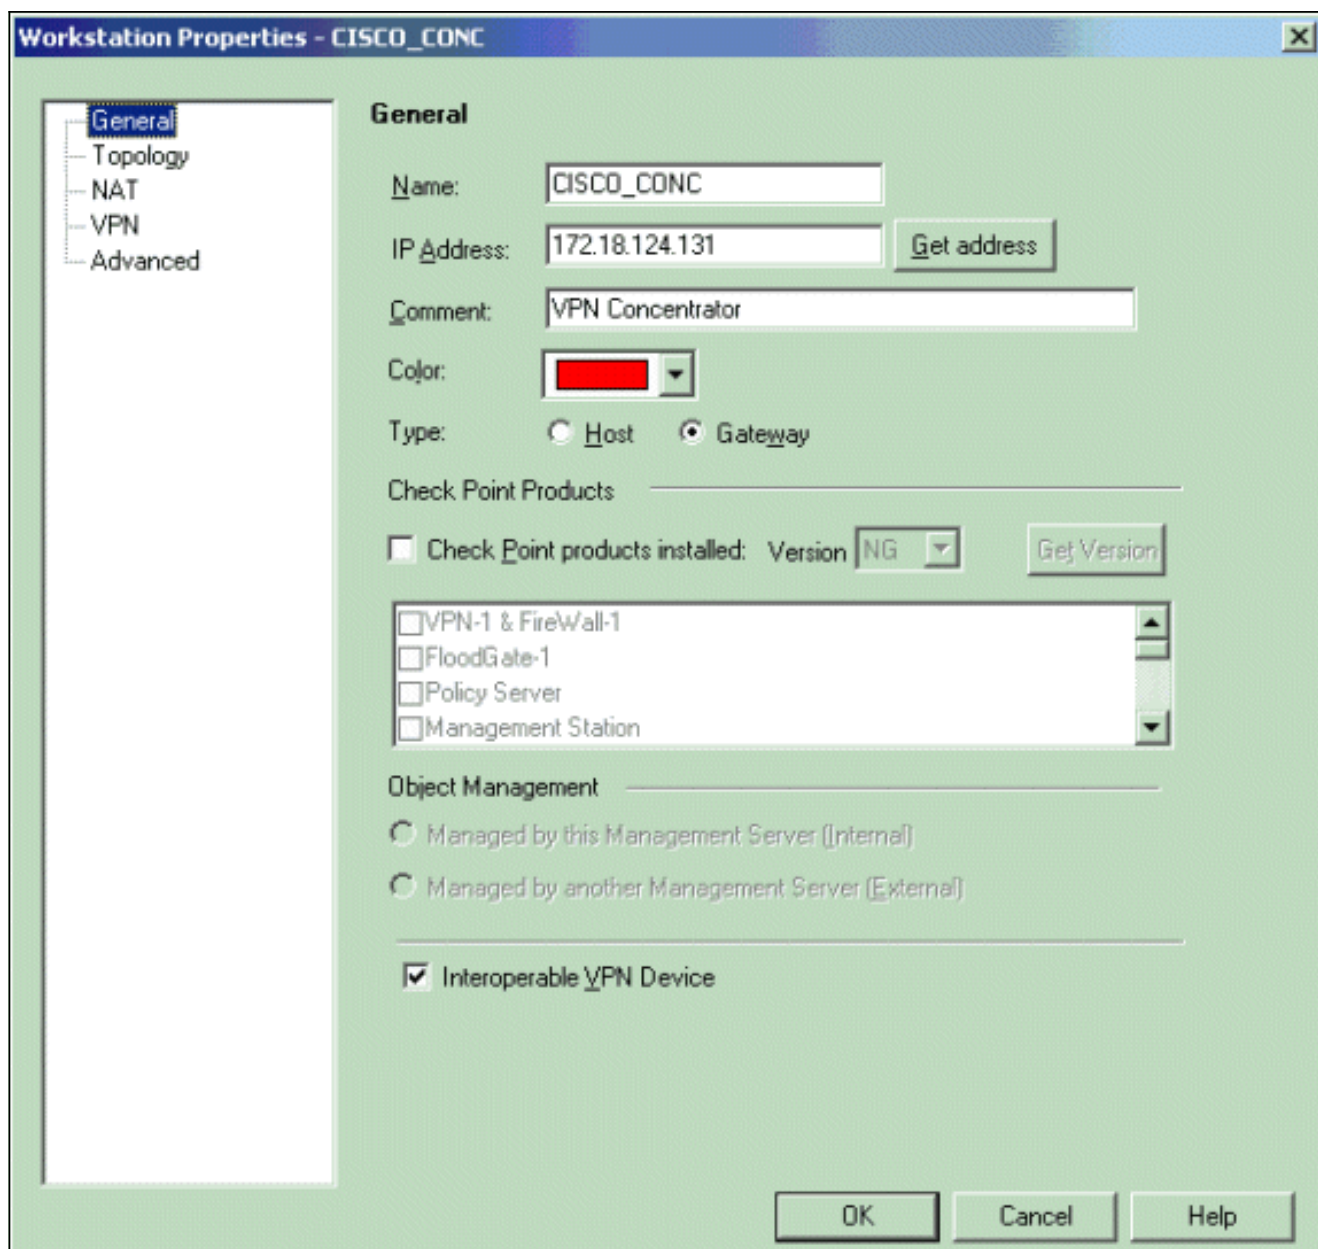 Workstation Properties - CISCO_CONC
General
Topology
NAT
VPN
Advanced
General
Name: CISCO_CONC
IP Address: 172.18.124.131 Get address
Comment: VPN Concentrator
Color:
Type: Host Gateway
Check Point Products
Check Point products installed: Version NG Get Version
VPN-1 & FireWall-1
FloodGate-1
Policy Server
Management Station
Object Management
Managed by this Management Server (Internal)
Managed by another Management Server (External)
Interoperable VPN Device
OK Cancel Help